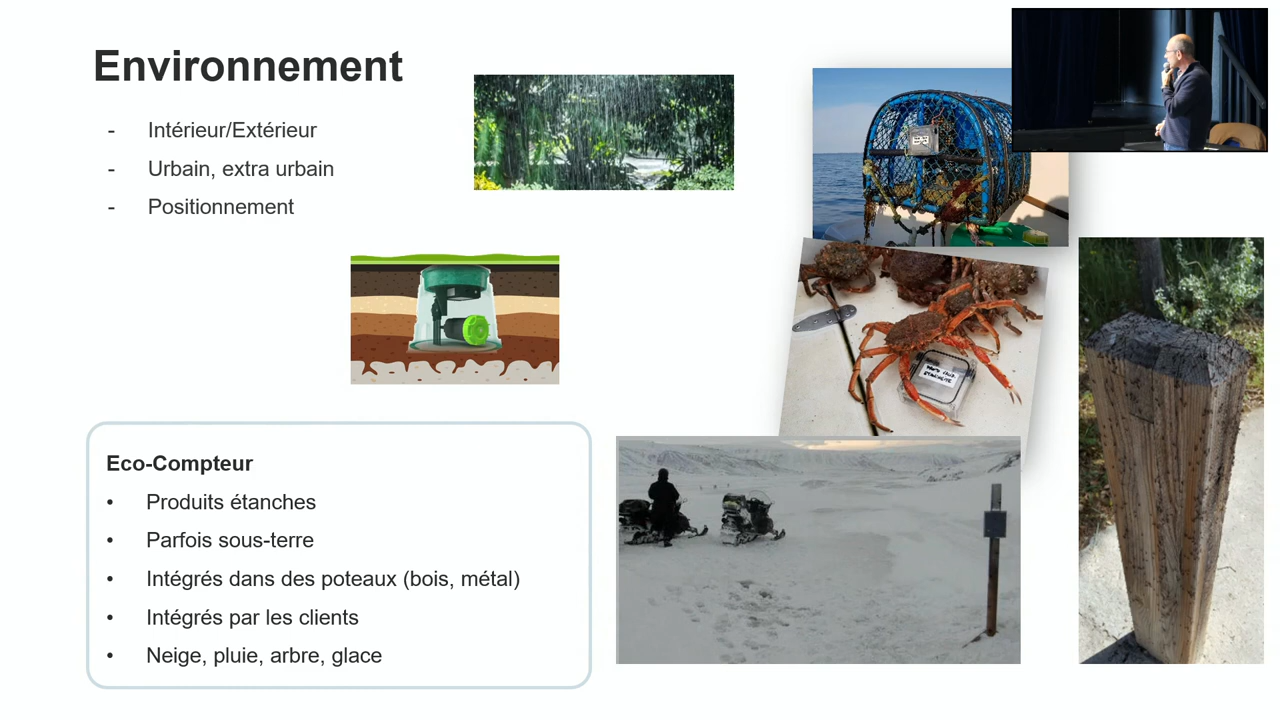 Environnement
- Intérieur/Extérieur
- Urbain, extra urbain
- Positionnement
Eco-Compteur
• Produits étanches
• Parfois sous-terre
• Intégrés dans des poteaux (bois, métal)
• Intégrés par les clients
• Neige, pluie, arbre, glace